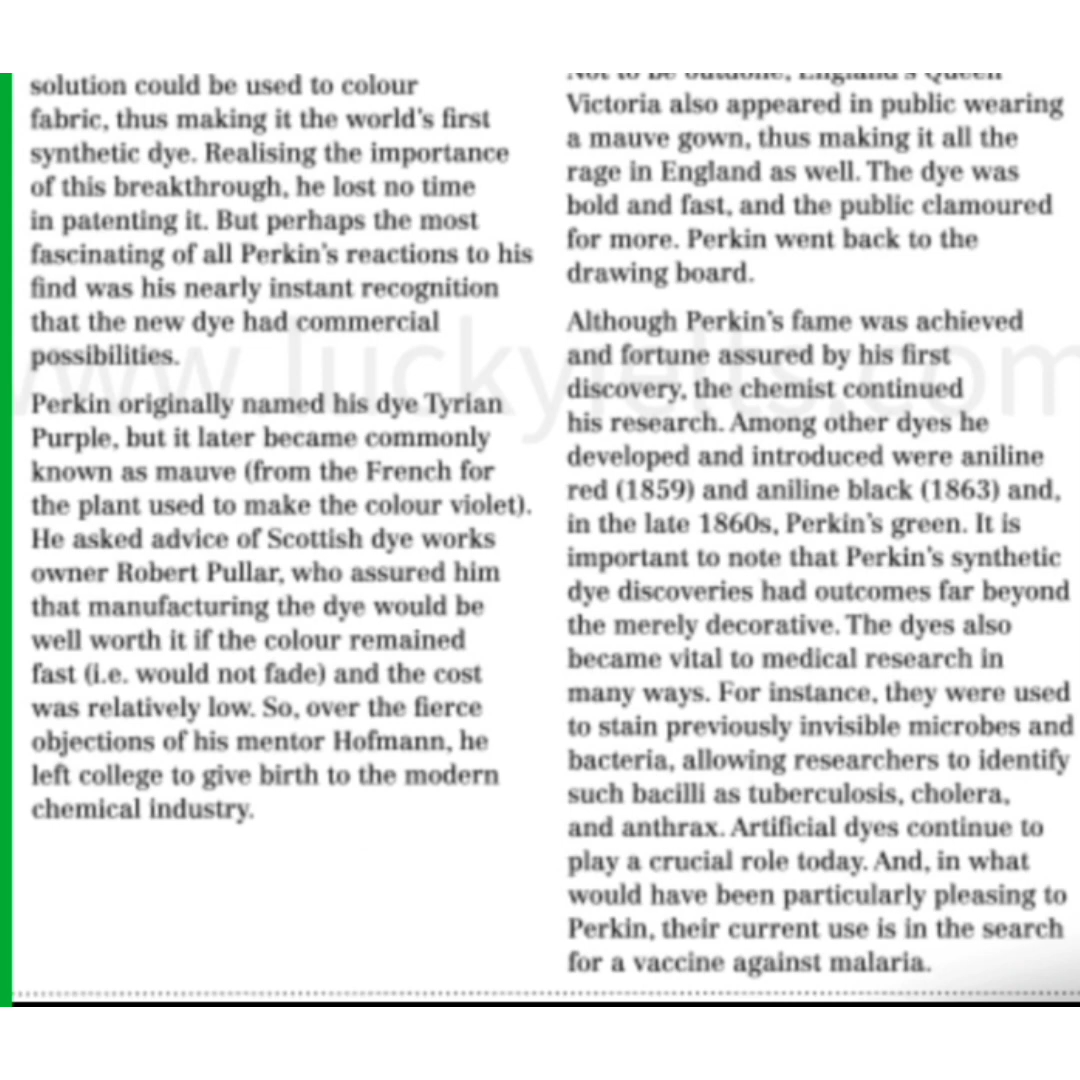 solution could be used to colour
fabric, thus making it the world's first
synthetic dye. Realising the importance
of this breakthrough, he lost no time
in patenting it. But perhaps the most
fascinating of all Perkin's reactions to his
find was his nearly instant recognition
that the new dye had commercial
possibilities.
Perkin originally named his dye Tyrian
Purple, but it later became commonly
known as mauve (from the French for
the plant used to make the colour violet).
He asked advice of Scottish dye works
owner Robert Pullar, who assured him
that manufacturing the dye would be
well worth it if the colour remained
fast (i.e. would not fade) and the cost
was relatively low. So, over the fierce
objections of his mentor Hofmann, he
left college to give birth to the modern
chemical industry.
Not to be outdone, England's Queen
Victoria also appeared in public wearing
a mauve gown, thus making it all the
rage in England as well. The dye was
bold and fast, and the public clamoured
for more. Perkin went back to the
drawing board.
Although Perkin's fame was achieved
and fortune assured by his first
discovery, the chemist continued
his research. Among other dyes he
developed and introduced were aniline
red (1859) and aniline black (1863) and,
in the late 1860s, Perkin's green. It is
important to note that Perkin's synthetic
dye discoveries had outcomes far beyond
the merely decorative. The dyes also
became vital to medical research in
many ways. For instance, they were used
to stain previously invisible microbes and
bacteria, allowing researchers to identify
such bacilli as tuberculosis, cholera,
and anthrax. Artificial dyes continue to
play a crucial role today. And, in what
would have been particularly pleasing to
Perkin, their current use is in the search
for a vaccine against malaria.
www.luckyielts.com